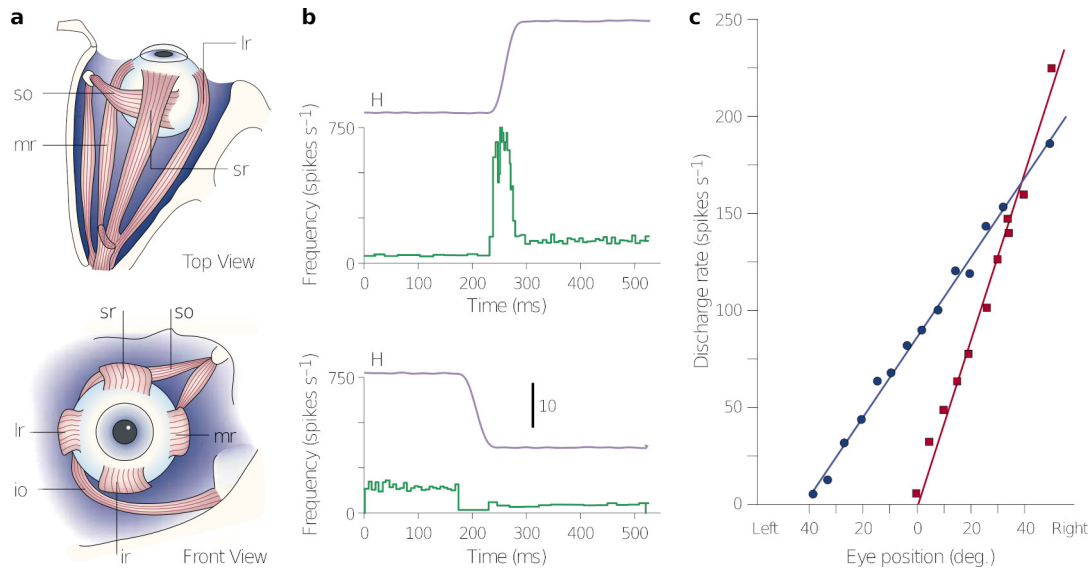 a
lr
so
mr
sr
Top View
sr
so
lr
mr
io
ir
Front View
b
H
Frequency (spikes s⁻¹)
750
0
0 100 200 300 400 500
Time (ms)
H
Frequency (spikes s⁻¹)
750
10
0
0 100 200 300 400 500
Time (ms)
c
Discharge rate (spikes s⁻¹)
250
200
150
100
50
0
Left 40 20 0 20 40 Right
Eye position (deg.)